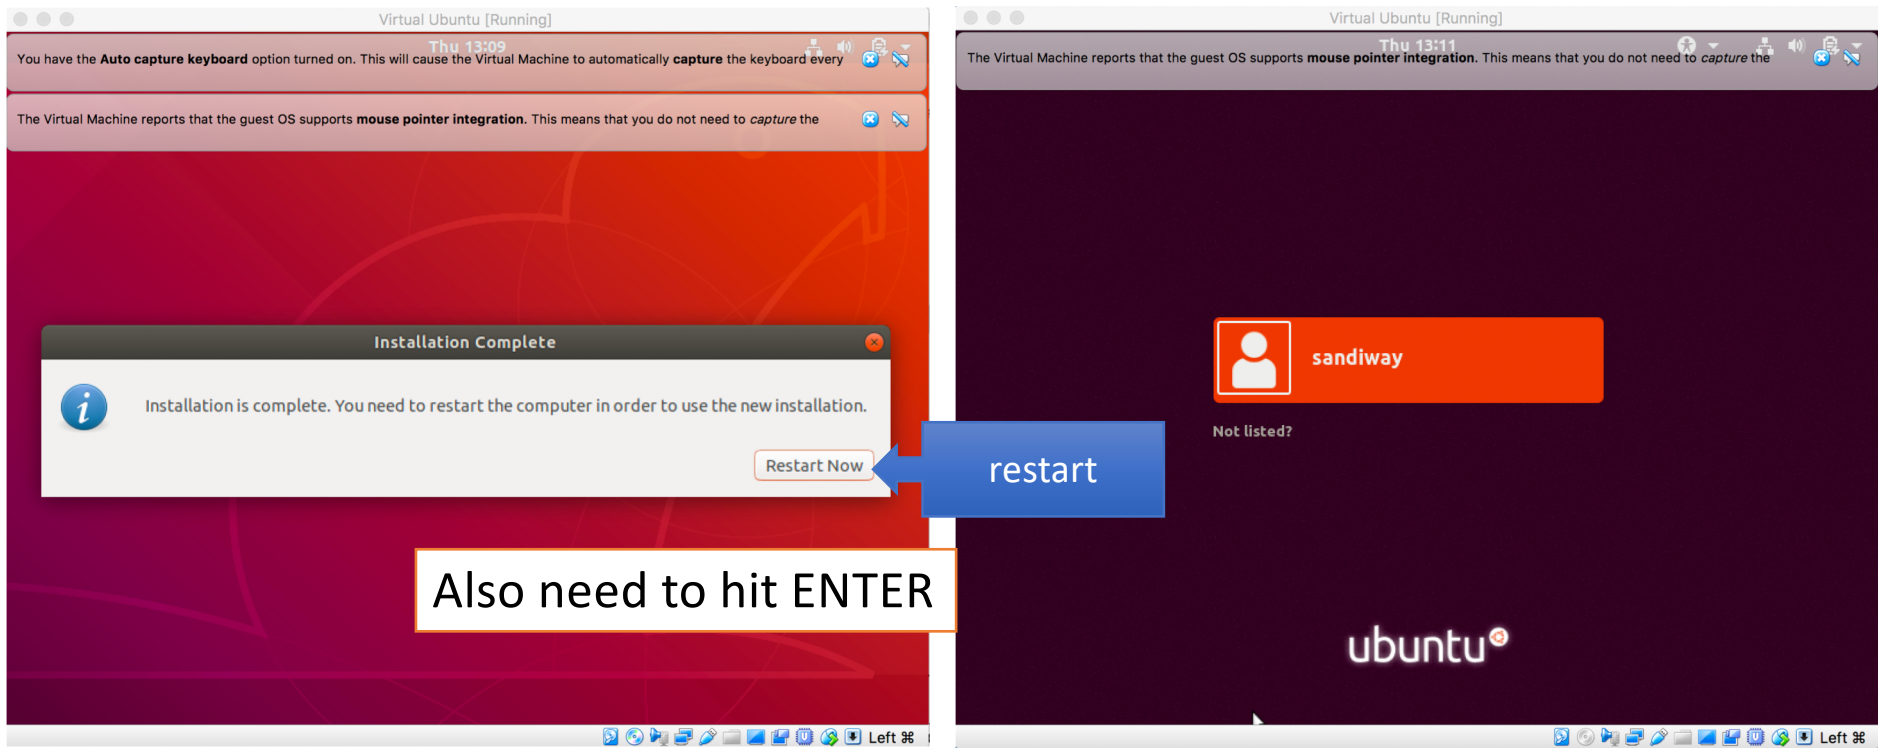 Virtual Ubuntu [Running]
Thu 13:09
You have the Auto capture keyboard option turned on. This will cause the Virtual Machine to automatically capture the keyboard every
The Virtual Machine reports that the guest OS supports mouse pointer integration. This means that you do not need to capture the
Installation Complete
Installation is complete. You need to restart the computer in order to use the new installation.
Restart Now
restart
Also need to hit ENTER
Left ⌘
Virtual Ubuntu [Running]
Thu 13:11
The Virtual Machine reports that the guest OS supports mouse pointer integration. This means that you do not need to capture the
sandiway
Not listed?
ubuntu
Left ⌘